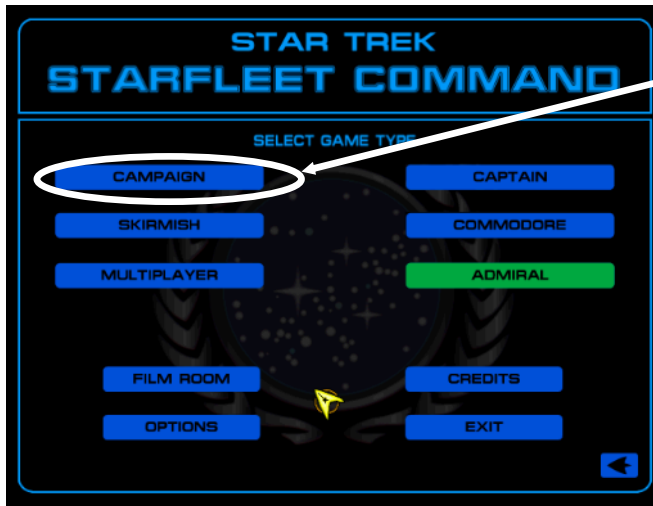 STAR TREK
STARFLEET COMMAND
SELECT GAME TYPE
CAMPAIGN
CAPTAIN
SKIRMISH
COMMODORE
MULTIPLAYER
ADMIRAL
FILM ROOM
CREDITS
OPTIONS
EXIT